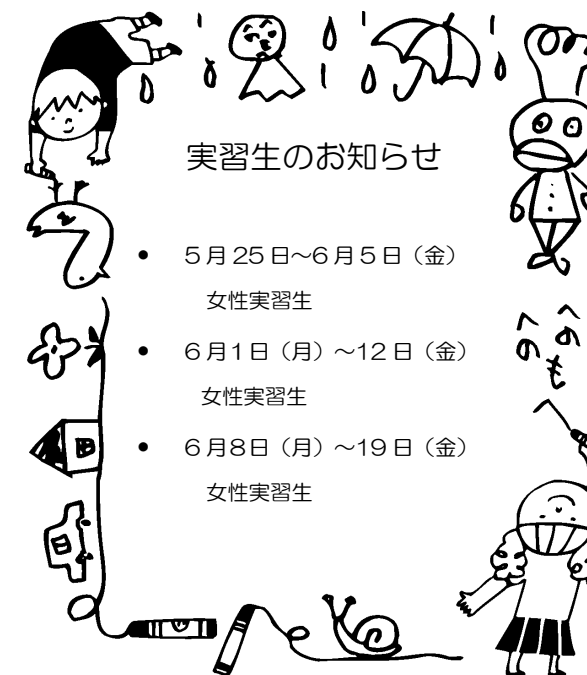 実習生のお知らせ
• 5月25日～6月5日（金）
女性実習生
• 6月1日（月）～12日（金）
女性実習生
• 6月8日（月）～19日（金）
女性実習生
へのへの
も